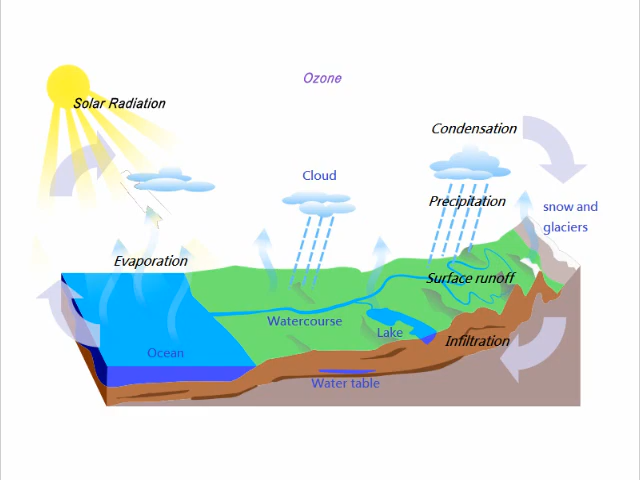 Ozone
Solar Radiation
Condensation
Cloud
Precipitation
snow and
glaciers
Evaporation
Surface runoff
Watercourse
Lake
Infiltration
Ocean
Water table